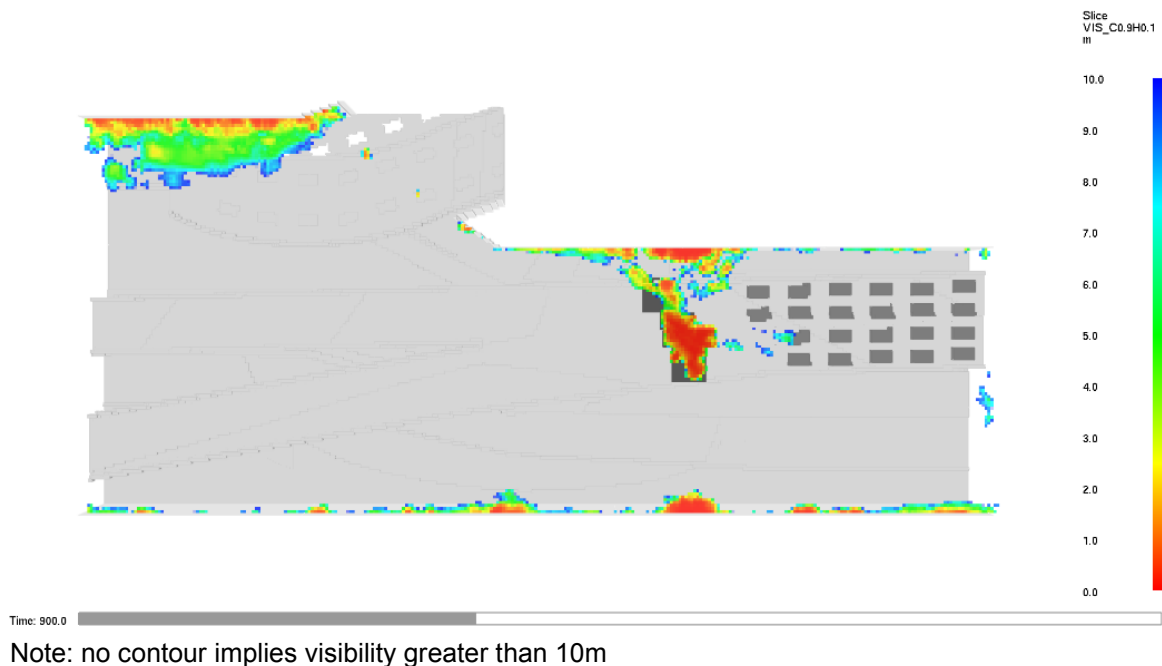 Slice
VIS_C0.9H0.1
m
10.0
9.0
8.0
7.0
6.0
5.0
4.0
3.0
2.0
1.0
0.0
Time: 900.0
Note: no contour implies visibility greater than 10m